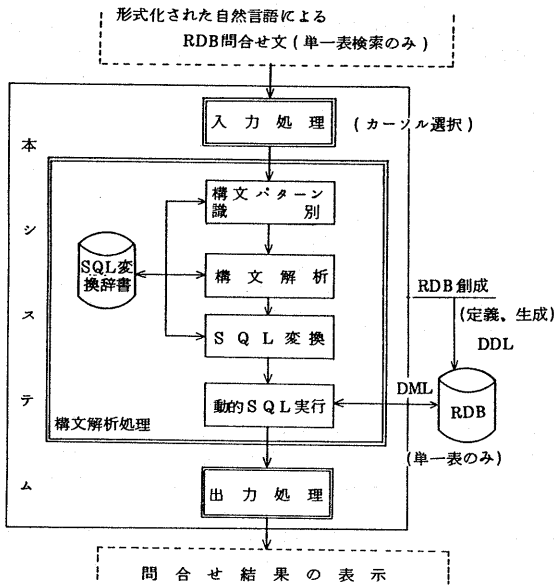 形式化された自然言語による
RDB問合せ文(単一表検索のみ)
入力処理
(カーソル選択)
本システム
構文パターン
識別
SQL変
換辞書
構文解析
RDB創成
(定義、生成)
DDL
SQL変換
動的SQL実行
DML
RDB
構文解析処理
(単一表のみ)
出力処理
問合せ結果の表示